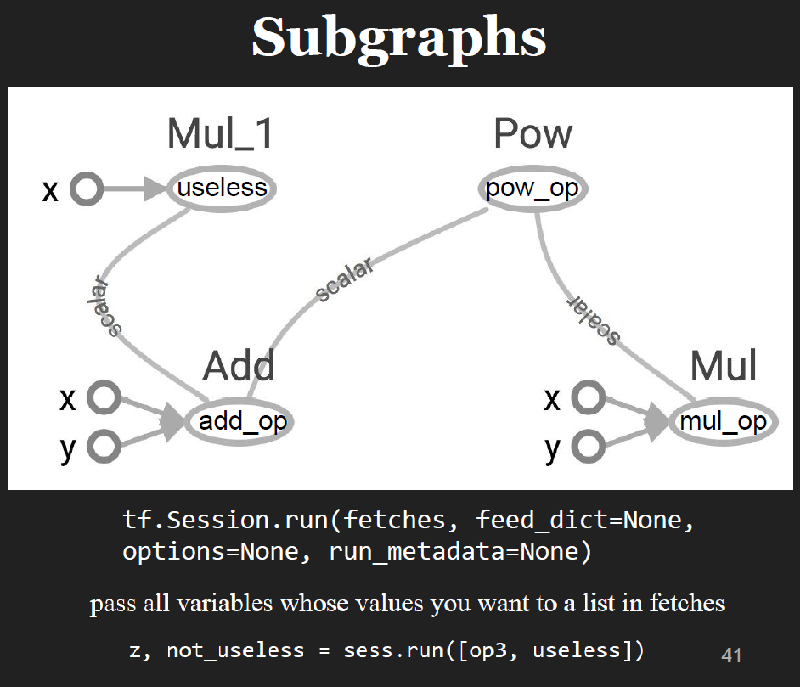 Subgraphs
Mul_1
Pow
x
useless
pow_op
scalar
scalar
scalar
Add
Mul
x
y
add_op
x
y
mul_op
tf.Session.run(fetches, feed_dict=None,
options=None, run_metadata=None)
pass all variables whose values you want to a list in fetches
z, not_useless = sess.run([op3, useless])
41